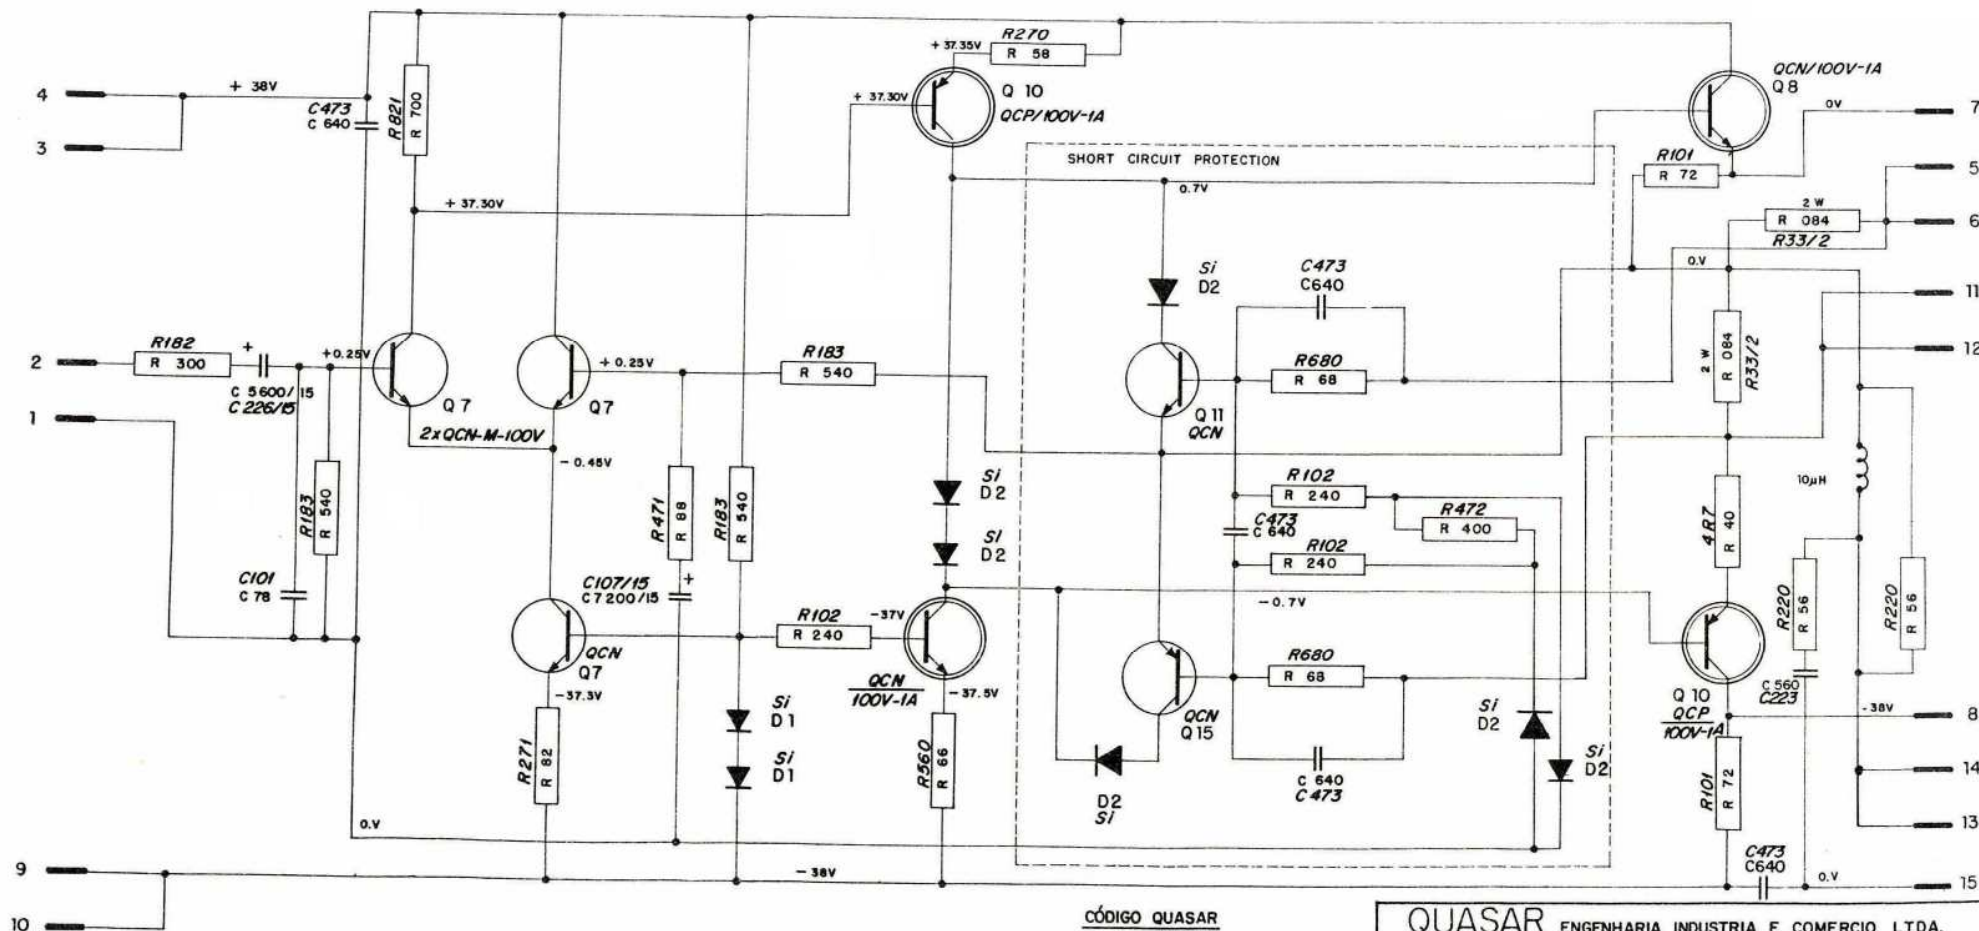 R270
R 58
+ 37.35V
Q 10
QCP/100V-1A
+ 37.30V
QCN/100V-1A
Q8
0V
7
5
6
11
12
8
14
13
15
4
3
2
1
9
10
+ 38V
C473
C 640
R821
R 700
+ 37.30V
SHORT CIRCUIT PROTECTION
0.7V
R101
R 72
2 W
R 084
R33/2
0.V
R182
R 300
+
C 5600/15
C226/15
+0.25V
Q7
Q7
2xQCN-M-100V
- 0.45V
+ 0.25V
R183
R 540
Si
D2
C473
C640
R680
R 68
Q11
QCN
2 W
R 084
R33/2
R183
R 540
C101
C 78
R471
R 88
R183
R 540
Si
D2
Si
D2
R102
R 240
R472
R 400
C473
C 640
R102
R 240
4R7
R 40
10μH
R220
R 56
R220
R 56
C107/15
C7200/15
+
QCN
Q7
-37.3V
R102
R 240
-37V
QCN
100V-1A
-37.5V
-0.7V
R680
R 68
QCN
Q15
C 640
C473
D2
Si
Si
D2
Si
D2
Q 10
QCP
100V-1A
C 560
C223
-38V
R271
R 82
Si
D1
Si
D1
R560
R 66
R101
R 72
0.V
- 38V
C473
C640
0.V
CÓDIGO QUASAR
QUASAR ENGENHARIA INDUSTRIA E COMERCIO LTDA.